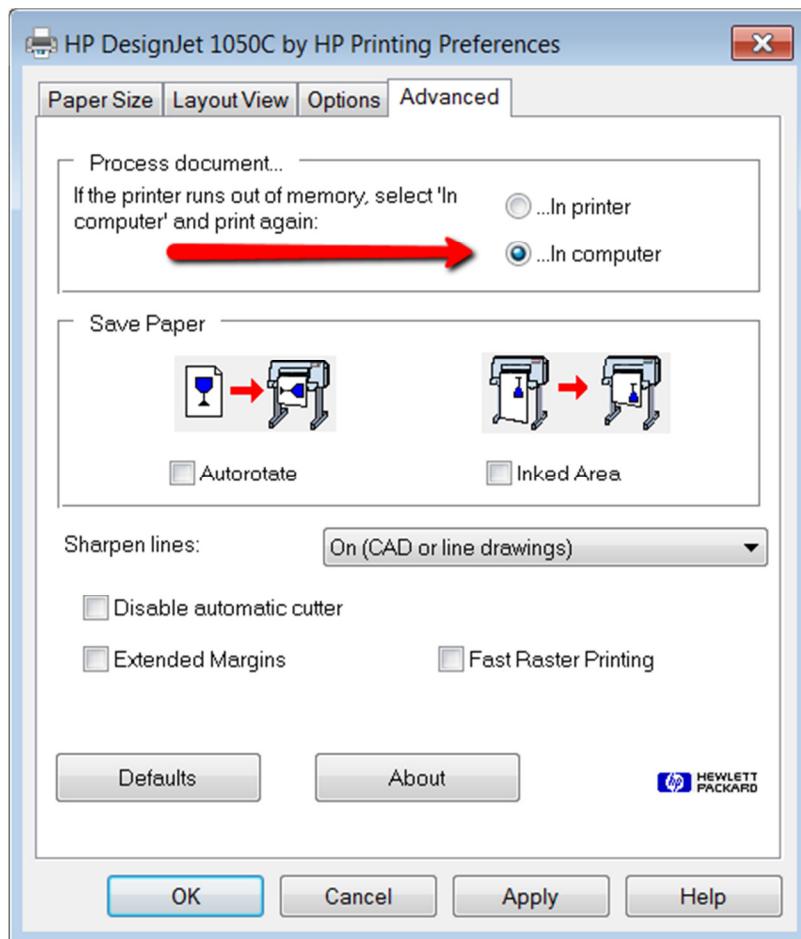 HP DesignJet 1050C by HP Printing Preferences
Paper Size Layout View Options Advanced
Process document...
If the printer runs out of memory, select 'In
computer' and print again:
...In printer
...In computer
Save Paper
Autorotate
Inked Area
Sharpen lines:
On (CAD or line drawings)
Disable automatic cutter
Extended Margins
Fast Raster Printing
Defaults
About
hp
HEWLETT
PACKARD
OK
Cancel
Apply
Help